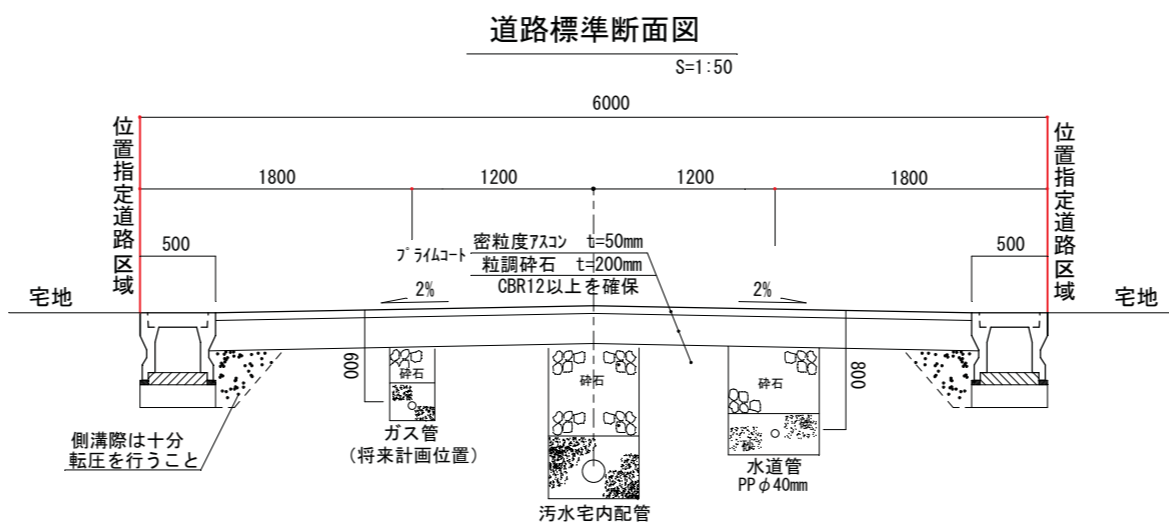 道路標準断面図
S=1:50
6000
位置指定道路区域
位置指定道路区域
1800
1200
1200
1800
500
500
プライムコート
密粒度アスコン t=50mm
粒調砕石 t=200mm
CBR12以上を確保
2%
2%
宅地
宅地
600
800
砕石
砕石
砕石
側溝際は十分
転圧を行うこと
ガス管
(将来計画位置)
水道管
PPφ40mm
汚水宅内配管